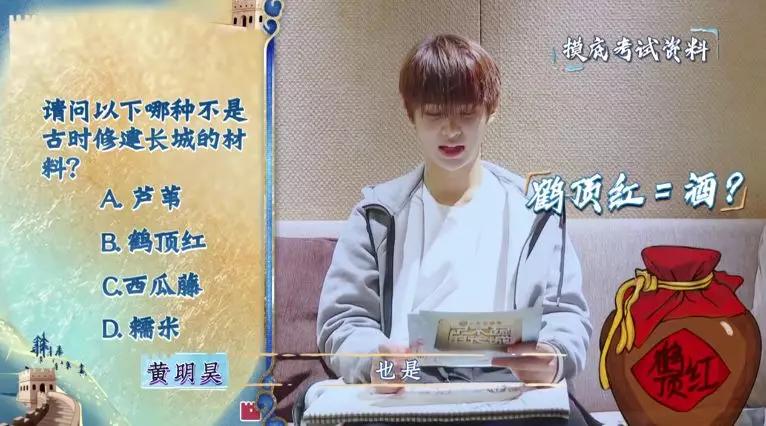 摸底考试资料
请问以下哪种不是
古时修建长城的材
料?
A. 芦苇
B. 鹤顶红
C.西瓜藤
D. 糯米
鹤顶红=酒?
鹤顶红
黄明昊
也是